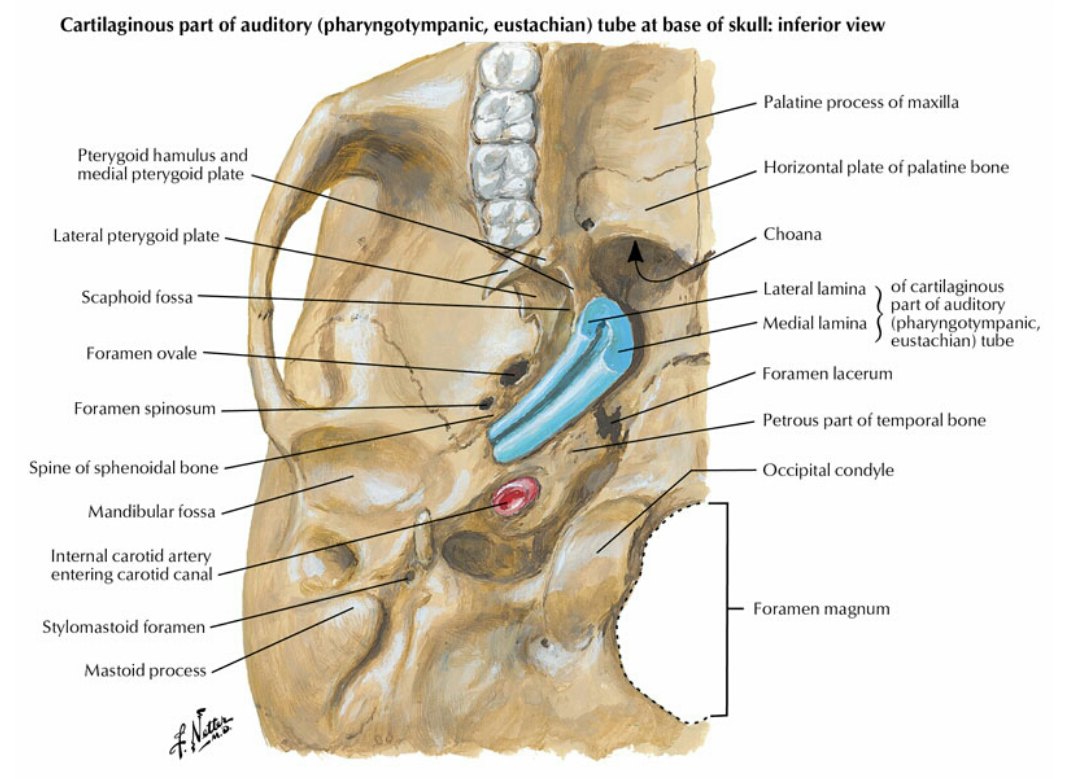 Cartilaginous part of auditory (pharyngotympanic, eustachian) tube at base of skull: inferior view
Pterygoid hamulus and
medial pterygoid plate
Lateral pterygoid plate
Scaphoid fossa
Foramen ovale
Foramen spinosum
Spine of sphenoidal bone
Mandibular fossa
Internal carotid artery
entering carotid canal
Stylomastoid foramen
Mastoid process
Palatine process of maxilla
Horizontal plate of palatine bone
Choana
Lateral lamina
Medial lamina
of cartilaginous
part of auditory
(pharyngotympanic,
eustachian) tube
Foramen lacerum
Petrous part of temporal bone
Occipital condyle
Foramen magnum
F. Netter
M.D.